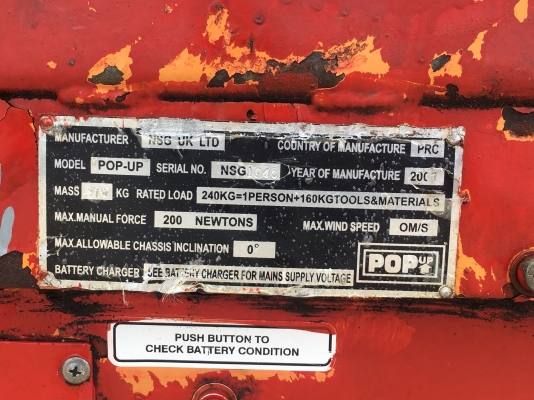 MANUFACTURER NSG UK LTD COUNTRY OF MANUFACTURE PRC
MODEL POP-UP SERIAL NO. NSG YEAR OF MANUFACTURE
MASS KG RATED LOAD 240KG=1PERSON+160KGTOOLS&MATERIALS
MAX.MANUAL FORCE 200 NEWTONS MAX.WIND SPEED OM/S
MAX.ALLOWABLE CHASSIS INCLINATION 0°
BATTERY CHARGER SEE BATTERY CHARGER FOR MAINS SUPPLY VOLTAGE
POP UP
PUSH BUTTON TO
CHECK BATTERY CONDITION